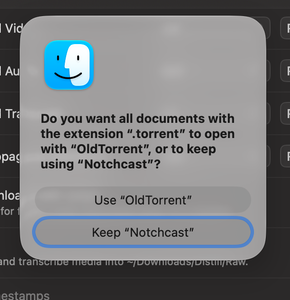 Do you want all documents with
the extension “.torrent” to open
with “OldTorrent”, or to keep
using “Notchcast”?
Use “OldTorrent”
Keep “Notchcast”
and transcribe media into ~/Downloads/Distill/Raw.